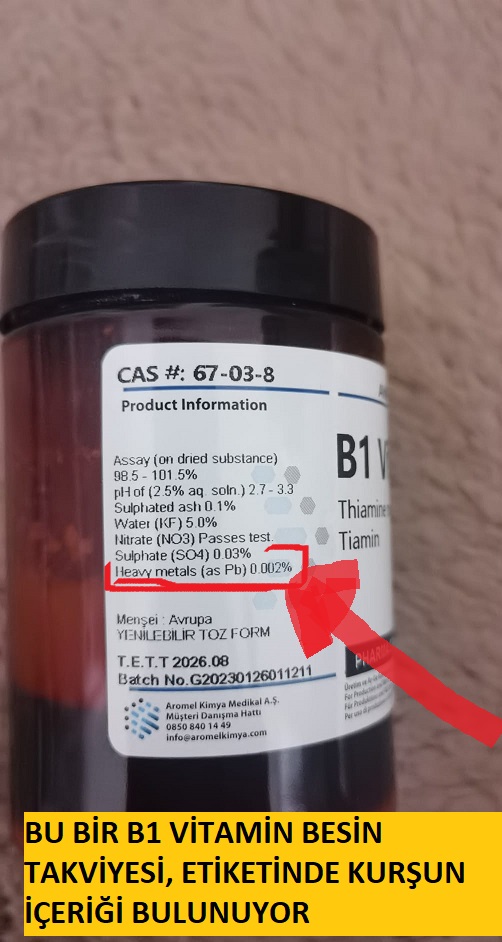 CAS #: 67-03-8
Product Information
Assay (on dried substance)
98.5 - 101.5%
pH of (2.5% aq. soln.) 2.7 - 3.3
Sulphated ash 0.1%
Water (KF) 5.0%
Nitrate (NO3) Passes test.
Sulphate (SO4) 0.03%
Heavy metals (as Pb) 0.002%
Menşei : Avrupa
YENİLEBİLİR TOZ FORM
T.E.T.T 2026.08
Batch No.G20230126011211
Aromel Kimya Medikal A.Ş.
Müşteri Danışma Hattı
0850 840 14 49
info@aromelkimya.com
B1
Thiamine
Tiamin
BU BİR B1 VİTAMİN BESİN
TAKVİYESİ, ETİKETİNDE KURŞUN
İÇERİĞİ BULUNUYOR